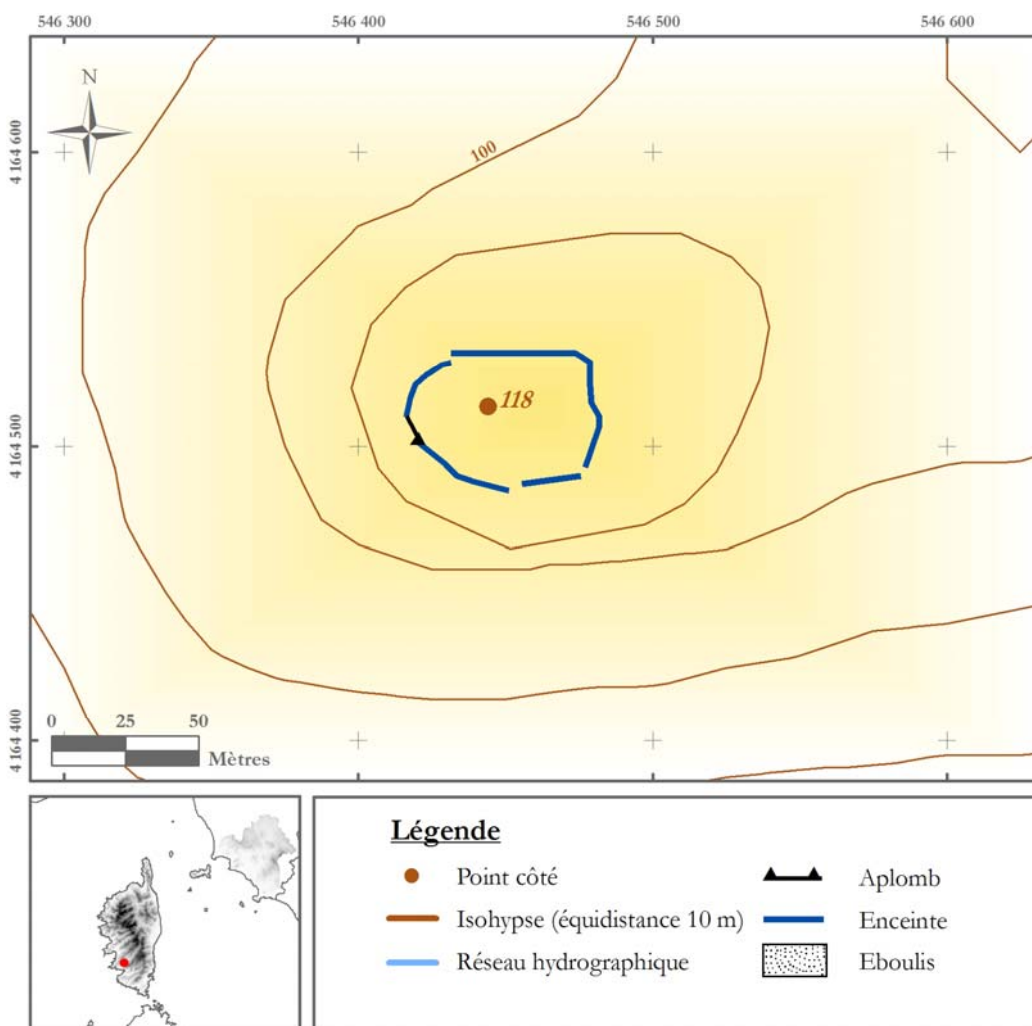 546 300 546 400 546 500 546 600
N
4 164 600
100
118
4 164 500
4 164 400
0 25 50
Mètres
Légende
Point côté
Aplomb
Isohypse (équidistance 10 m)
Enceinte
Réseau hydrographique
Eboulis